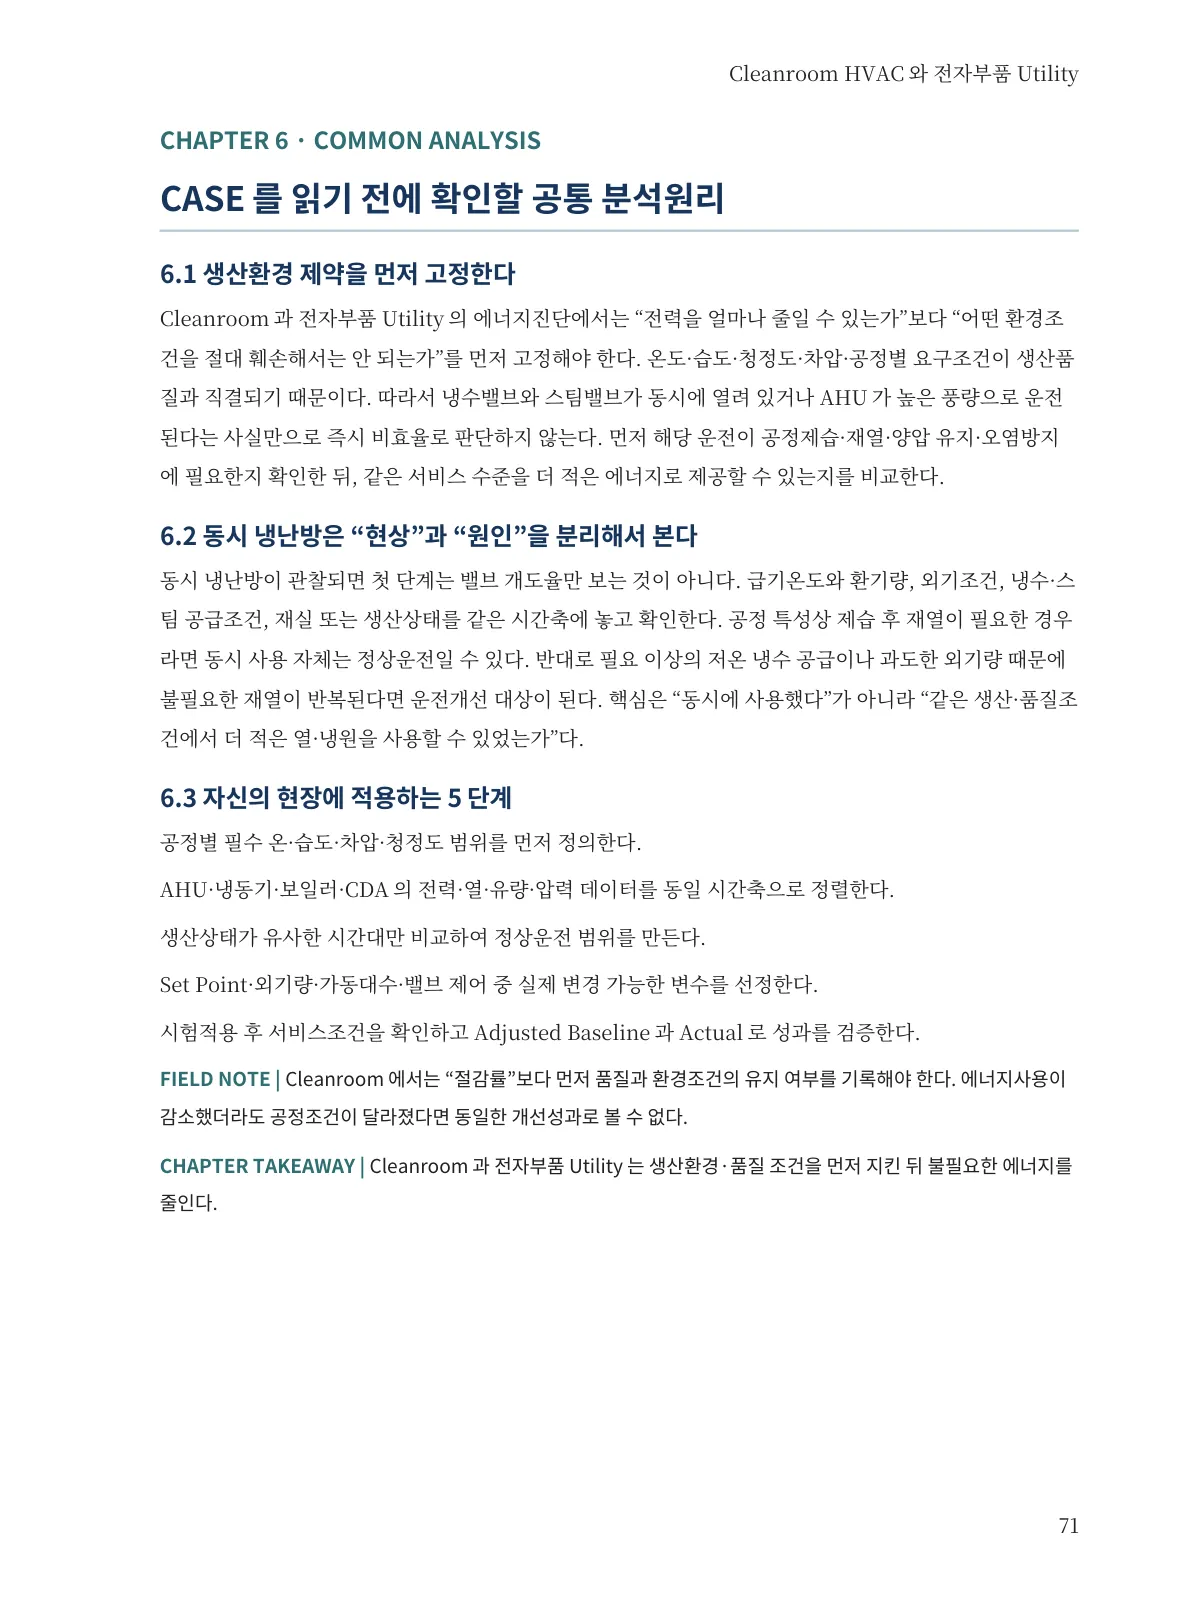 Cleanroom HVAC 와 전자부품 Utility
CHAPTER 6 · COMMON ANALYSIS
CASE 를 읽기 전에 확인할 공통 분석원리
6.1 생산환경 제약을 먼저 고정한다
Cleanroom 과 전자부품 Utility 의 에너지진단에서는 “전력을 얼마나 줄일 수 있는가”보다 “어떤 환경조
건을 절대 훼손해서는 안 되는가”를 먼저 고정해야 한다. 온도·습도·청정도·차압·공정별 요구조건이 생산품
질과 직결되기 때문이다. 따라서 냉수밸브와 스팀밸브가 동시에 열려 있거나 AHU 가 높은 풍량으로 운전
된다는 사실만으로 즉시 비효율로 판단하지 않는다. 먼저 해당 운전이 공정제습·재열·양압 유지·오염방지
에 필요한지 확인한 뒤, 같은 서비스 수준을 더 적은 에너지로 제공할 수 있는지를 비교한다.
6.2 동시 냉난방은 “현상”과 “원인”을 분리해서 본다
동시 냉난방이 관찰되면 첫 단계는 밸브 개도율만 보는 것이 아니다. 급기온도와 환기량, 외기조건, 냉수·스
팀 공급조건, 재실 또는 생산상태를 같은 시간축에 놓고 확인한다. 공정 특성상 제습 후 재열이 필요한 경우
라면 동시 사용 자체는 정상운전일 수 있다. 반대로 필요 이상의 저온 냉수 공급이나 과도한 외기량 때문에
불필요한 재열이 반복된다면 운전개선 대상이 된다. 핵심은 “동시에 사용했다”가 아니라 “같은 생산·품질조
건에서 더 적은 열·냉원을 사용할 수 있었는가”다.
6.3 자신의 현장에 적용하는 5 단계
공정별 필수 온·습도·차압·청정도 범위를 먼저 정의한다.
AHU·냉동기·보일러·CDA 의 전력·열·유량·압력 데이터를 동일 시간축으로 정렬한다.
생산상태가 유사한 시간대만 비교하여 정상운전 범위를 만든다.
Set Point·외기량·가동대수·밸브 제어 중 실제 변경 가능한 변수를 선정한다.
시험적용 후 서비스조건을 확인하고 Adjusted Baseline 과 Actual 로 성과를 검증한다.
FIELD NOTE | Cleanroom 에서는 “절감률”보다 먼저 품질과 환경조건의 유지 여부를 기록해야 한다. 에너지사용이
감소했더라도 공정조건이 달라졌다면 동일한 개선성과로 볼 수 없다.
CHAPTER TAKEAWAY | Cleanroom 과 전자부품 Utility 는 생산환경·품질 조건을 먼저 지킨 뒤 불필요한 에너지를
줄인다.
71